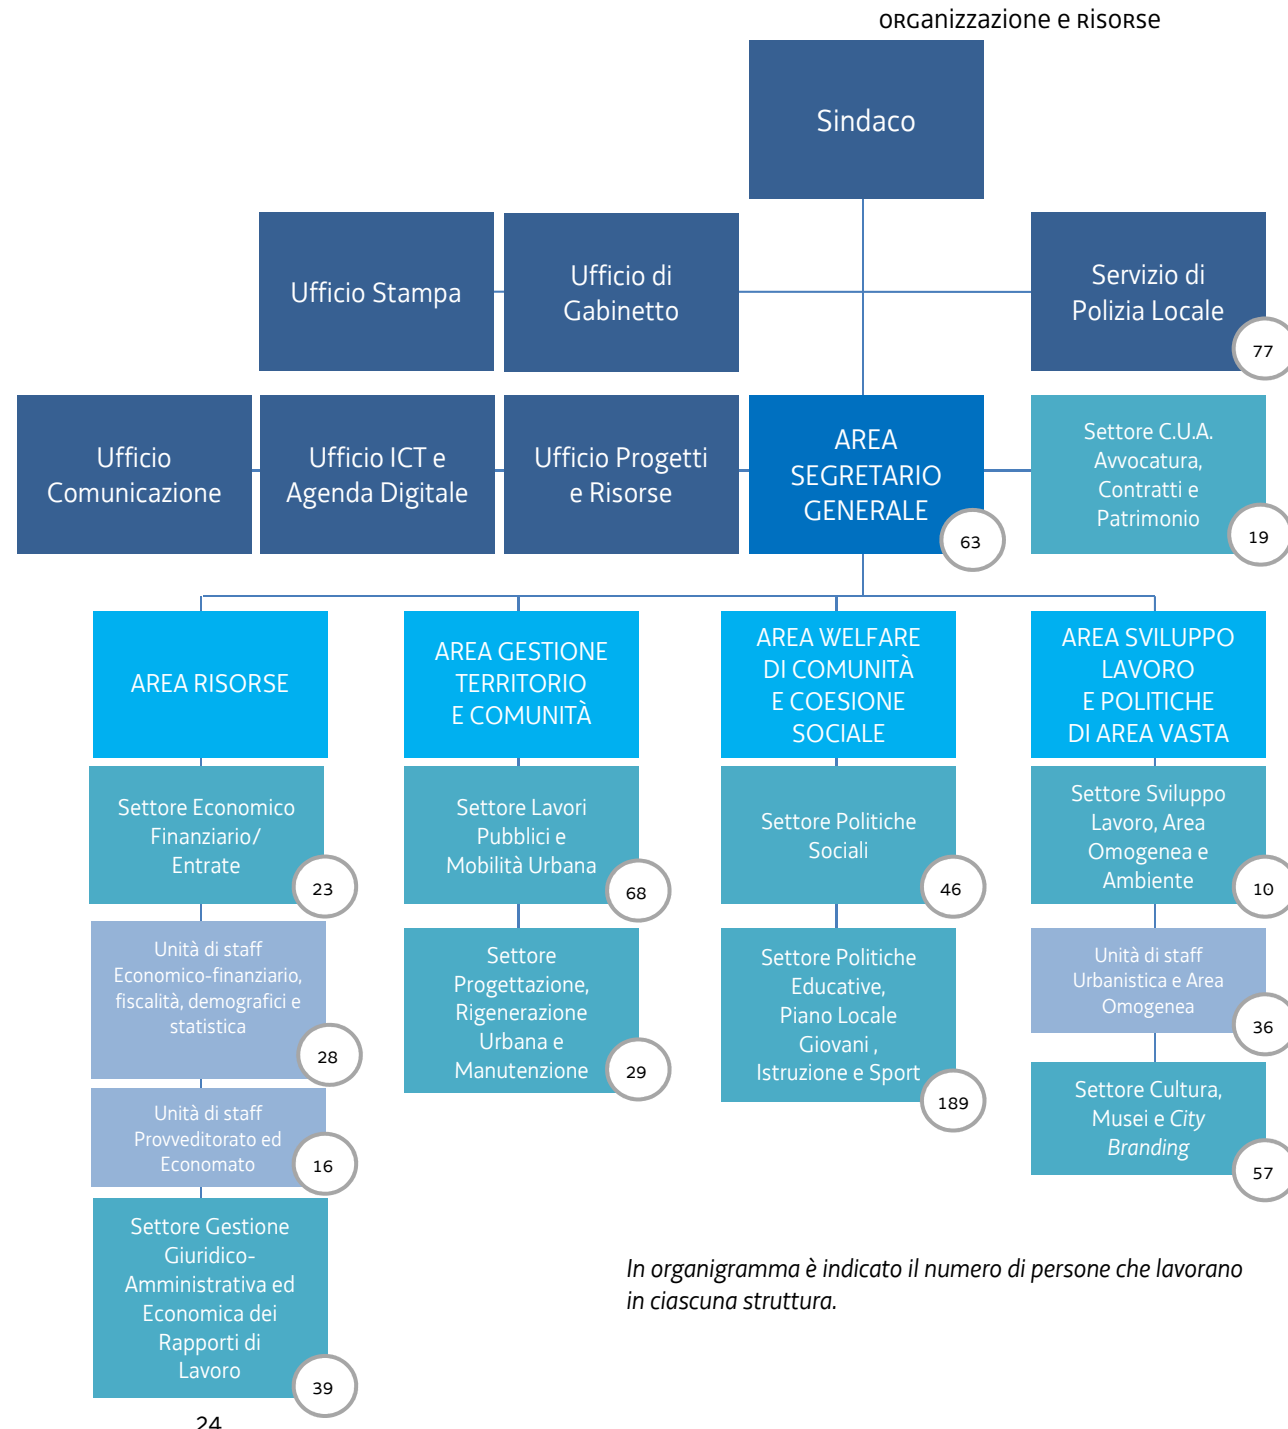 organizzazione e risorse
Sindaco
Ufficio Stampa
Ufficio di
Gabinetto
Servizio di
Polizia Locale
77
Ufficio
Comunicazione
Ufficio ICT e
Agenda Digitale
Ufficio Progetti
e Risorse
AREA
SEGRETARIO
GENERALE
63
Settore C.U.A.
Avvocatura,
Contratti e
Patrimonio
19
AREA RISORSE
AREA GESTIONE
TERRITORIO
E COMUNITÀ
AREA WELFARE
DI COMUNITÀ
E COESIONE
SOCIALE
AREA SVILUPPO
LAVORO
E POLITICHE
DI AREA VASTA
Settore Economico
Finanziario/
Entrate
23
Settore Lavori
Pubblici e
Mobilità Urbana
68
Settore Politiche
Sociali
46
Settore Sviluppo
Lavoro, Area
Omogenea e
Ambiente
10
Unità di staff
Economico-finanziario,
fiscalità, demografici e
statistica
28
Settore
Progettazione,
Rigenerazione
Urbana e
Manutenzione
29
Settore Politiche
Educative,
Piano Locale
Giovani ,
Istruzione e Sport
189
Unità di staff
Urbanistica e Area
Omogenea
36
Unità di staff
Provveditorato ed
Economato
16
Settore Cultura,
Musei e City
Branding
57
Settore Gestione
Giuridico-
Amministrativa ed
Economica dei
Rapporti di
Lavoro
39
In organigramma è indicato il numero di persone che lavorano
in ciascuna struttura.
24